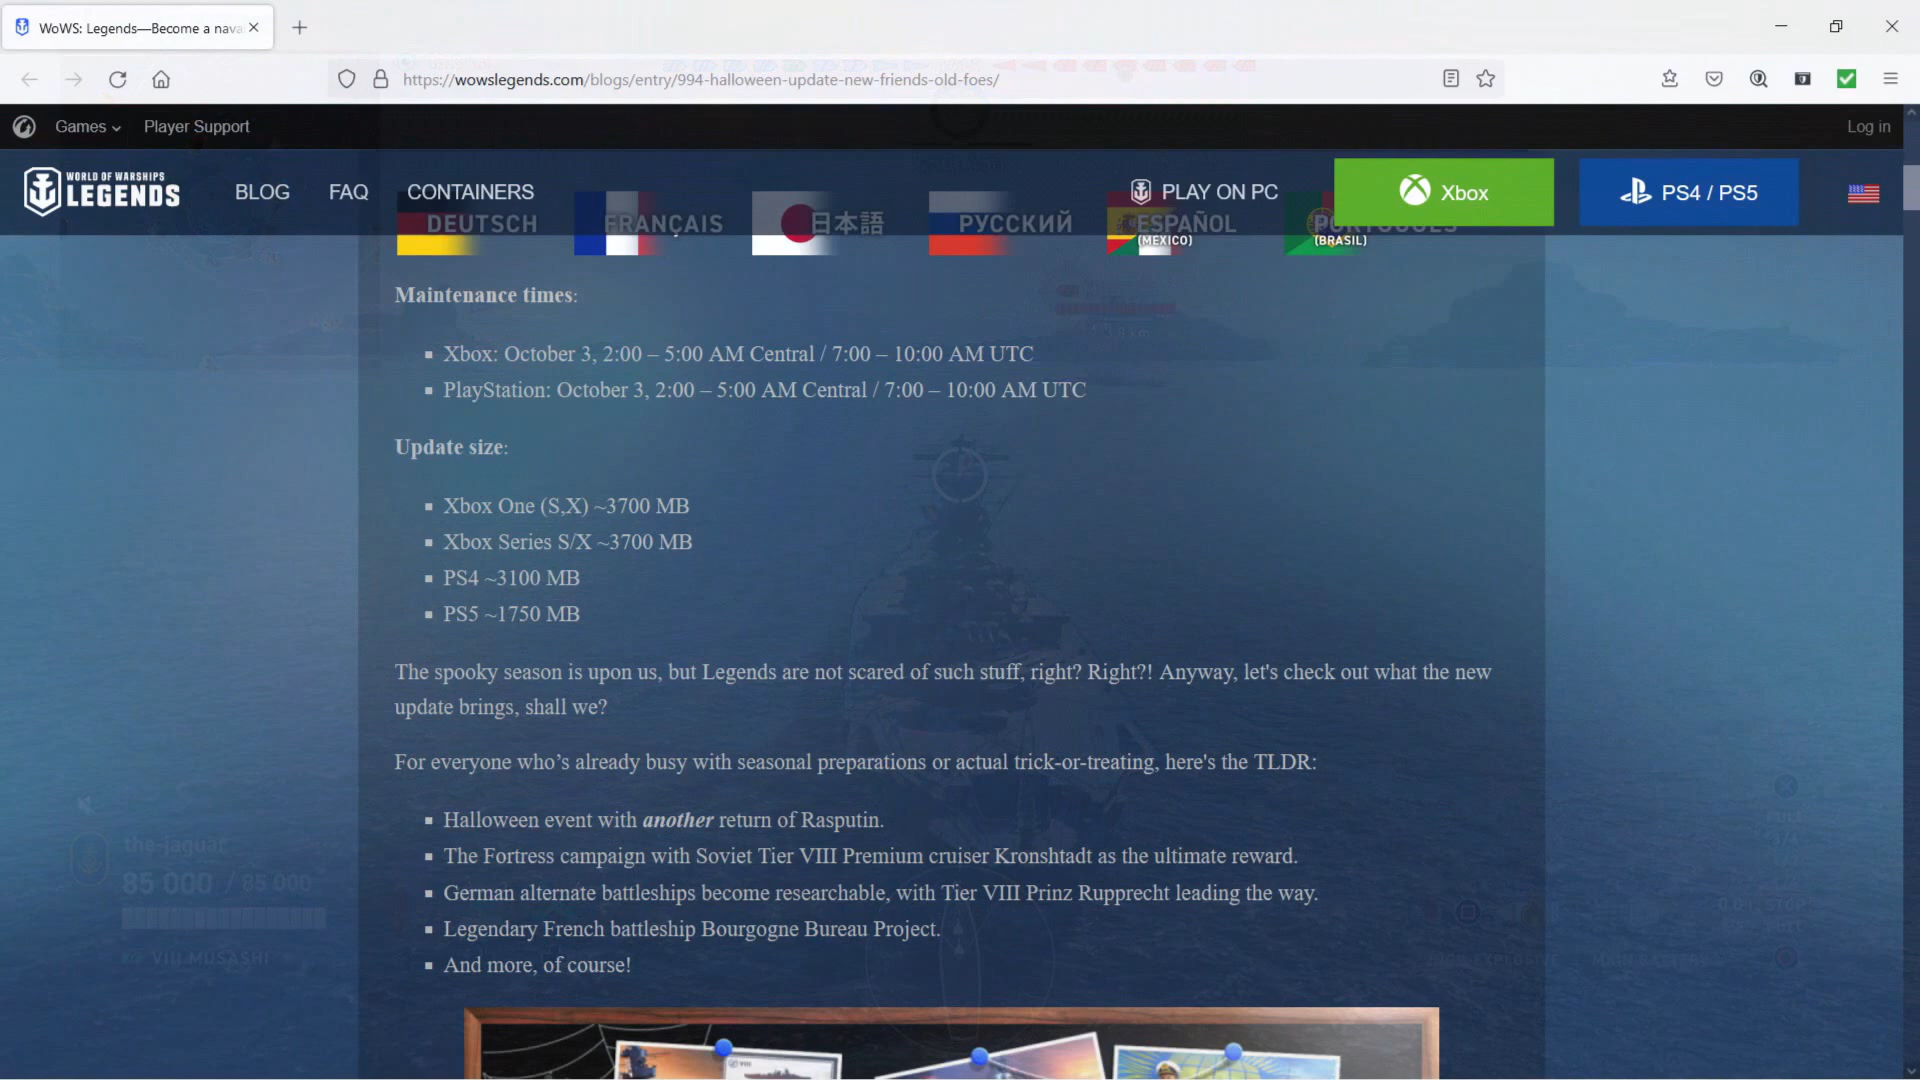 WoWS: Legends—Become a nava
https://wowslegends.com/blogs/entry/994-halloween-update-new-friends-old-foes/
Games
Player Support
Log in
WORLD OF WARSHIPS
LEGENDS
BLOG
FAQ
CONTAINERS
PLAY ON PC
Xbox
PS4 / PS5
DEUTSCH
FRANÇAIS
日本語
РУССКИЙ
ESPAÑOL
(MEXICO)
PORTUGUÊS
(BRASIL)
Maintenance times:
▪ Xbox: October 3, 2:00 – 5:00 AM Central / 7:00 – 10:00 AM UTC
▪ PlayStation: October 3, 2:00 – 5:00 AM Central / 7:00 – 10:00 AM UTC
Update size:
▪ Xbox One (S,X) ~3700 MB
▪ Xbox Series S/X ~3700 MB
▪ PS4 ~3100 MB
▪ PS5 ~1750 MB
The spooky season is upon us, but Legends are not scared of such stuff, right? Right?! Anyway, let's check out what the new
update brings, shall we?
For everyone who’s already busy with seasonal preparations or actual trick-or-treating, here's the TLDR:
▪ Halloween event with another return of Rasputin.
▪ The Fortress campaign with Soviet Tier VIII Premium cruiser Kronshtadt as the ultimate reward.
▪ German alternate battleships become researchable, with Tier VIII Prinz Rupprecht leading the way.
▪ Legendary French battleship Bourgogne Bureau Project.
▪ And more, of course!
the-jaguar
85 000 / 85 000
VIII MUSASHI